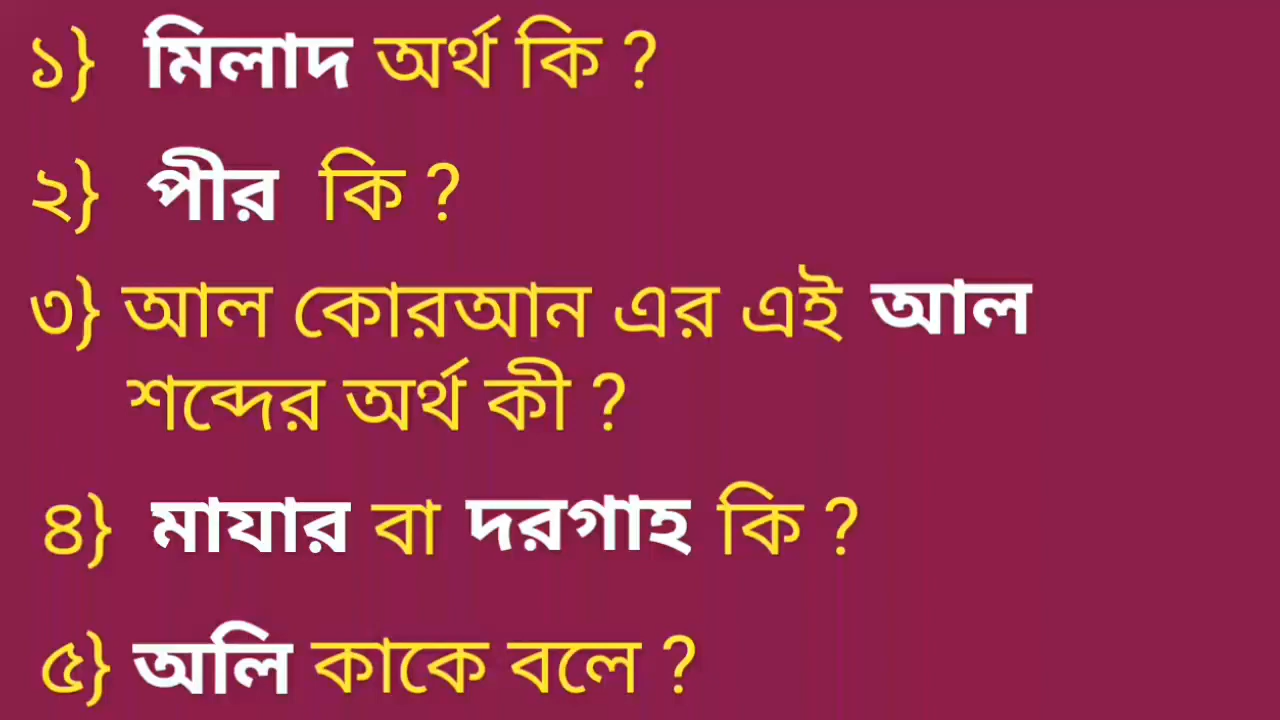 ১} মিলাদ অর্থ কি ?
২} পীর কি ?
৩} আল কোরআন এর এই আল
শব্দের অর্থ কী ?
৪} মাযার বা দরগাহ কি ?
৫} অলি কাকে বলে ?